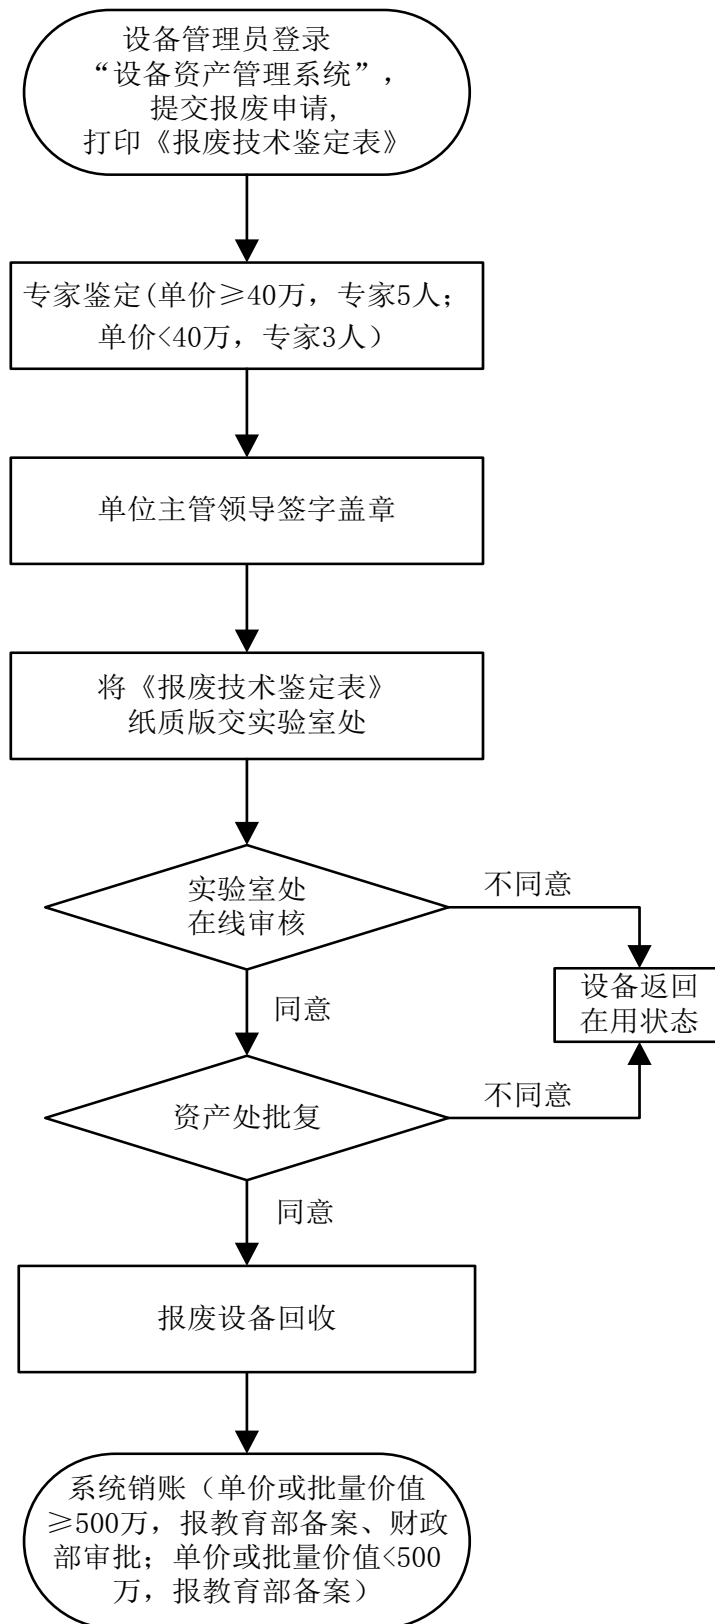 设备管理员登录
“设备资产管理系统”，
提交报废申请,
打印《报废技术鉴定表》
专家鉴定(单价≥40万，专家5人；
单价<40万，专家3人）
单位主管领导签字盖章
将《报废技术鉴定表》
纸质版交实验室处
实验室处
在线审核
不同意
同意
设备返回
在用状态
资产处批复
不同意
同意
报废设备回收
系统销账（单价或批量价值
≥500万，报教育部备案、财政
部审批；单价或批量价值<500
万，报教育部备案）